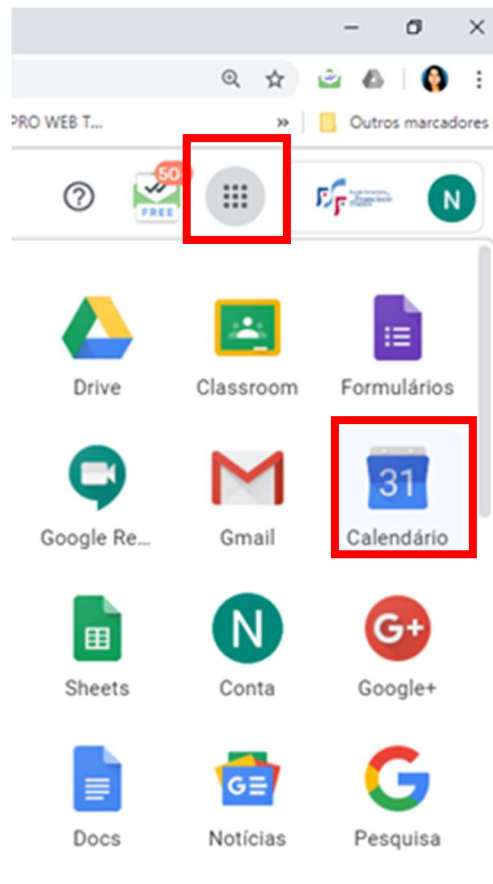 PRO WEB T... » Outros marcadores
50
FREE
N
Drive Classroom Formulários
31
Google Re... Gmail Calendário
N G+
Sheets Conta Google+
G
Docs Notícias Pesquisa